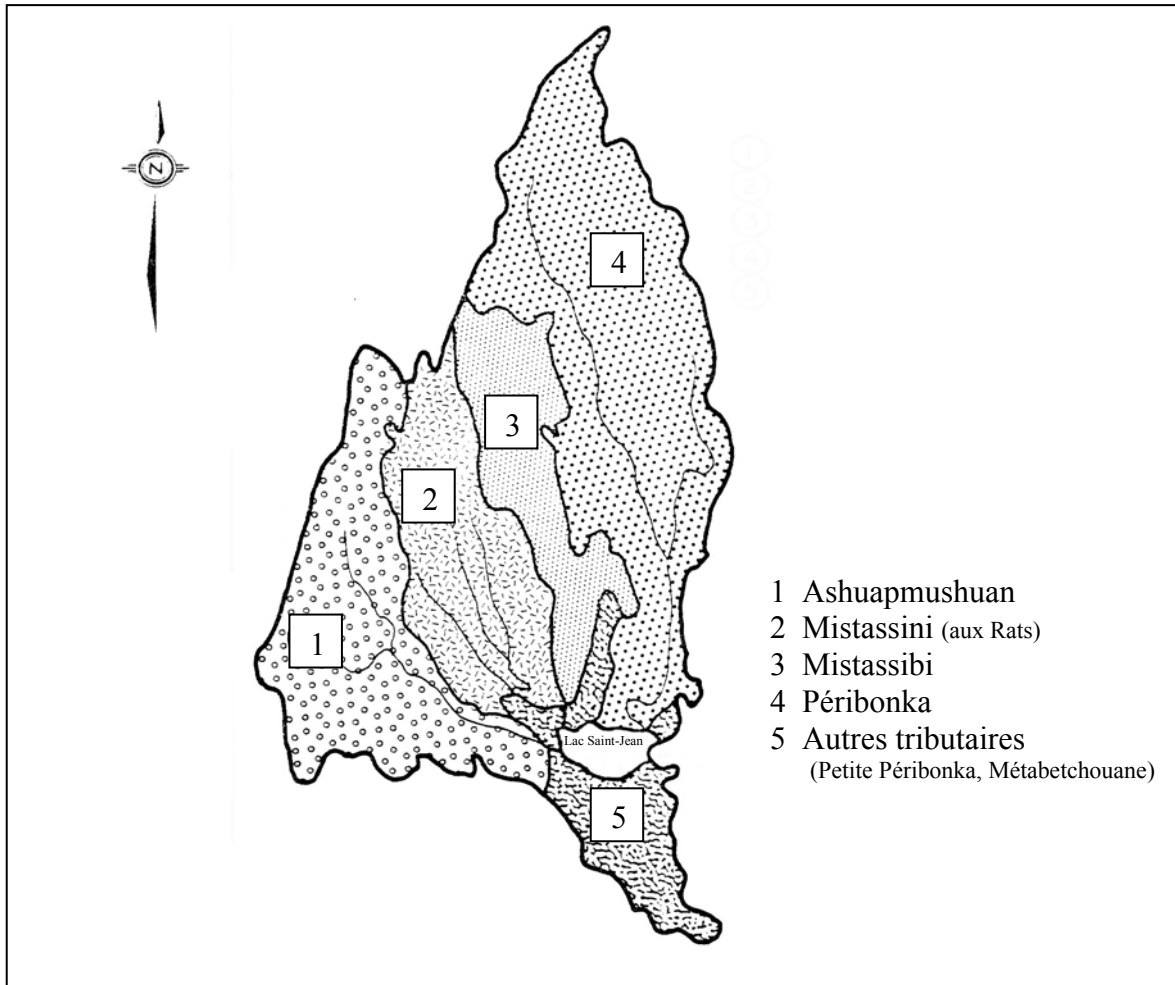 N
4
3
2
1
Lac Saint-Jean
5
1 Ashuapmushuan
2 Mistassini (aux Rats)
3 Mistassibi
4 Péribonka
5 Autres tributaires
(Petite Péribonka, Métabetchouane)